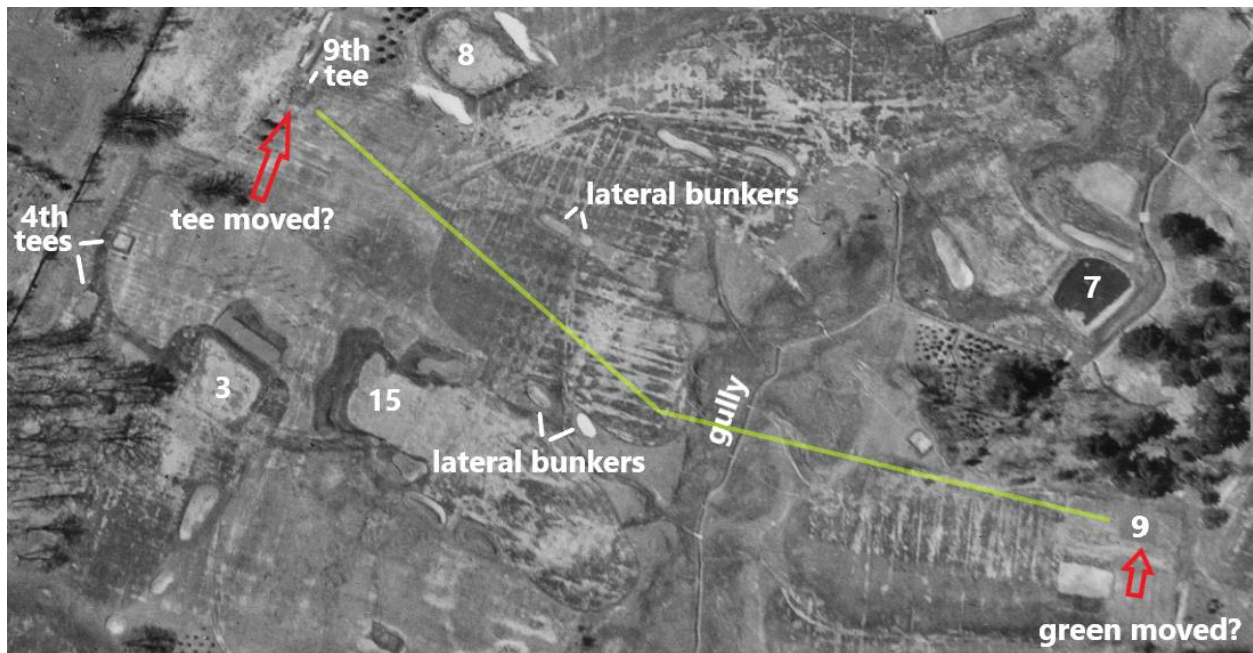 9th
tee
8
tee moved?
lateral bunkers
4th
tees
7
3
15
gully
lateral bunkers
9
green moved?